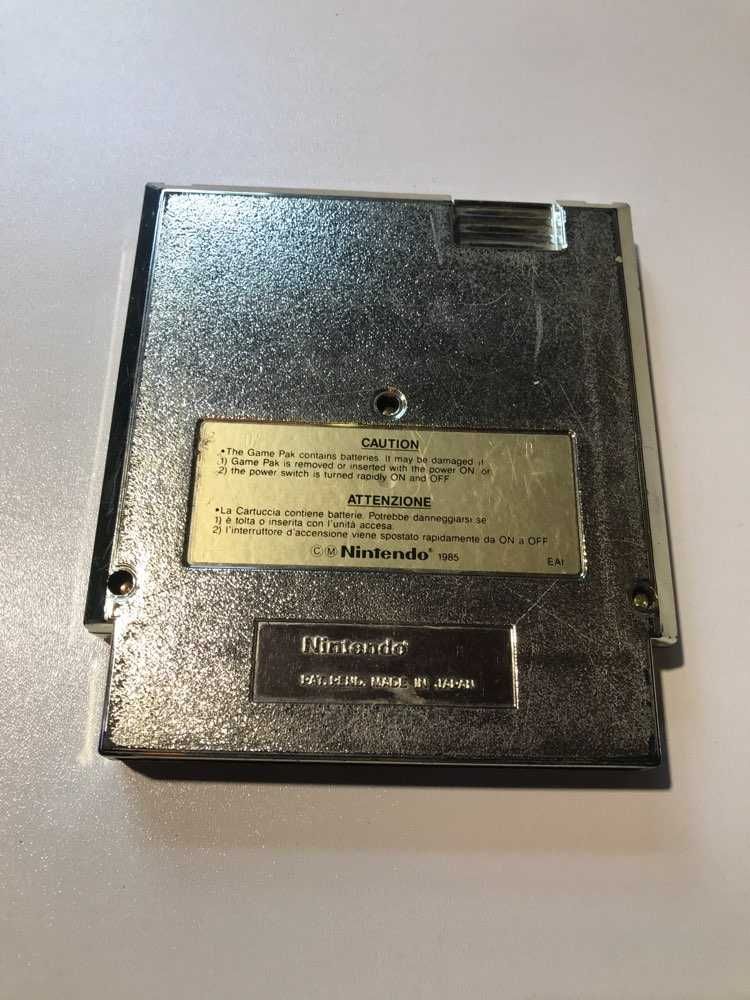 CAUTION
•The Game Pak contains batteries. It may be damaged if
1) Game Pak is removed or inserted with the power ON, or
2) the power switch is turned rapidly ON and OFF
ATTENZIONE
•La Cartuccia contiene batterie. Potrebbe danneggiarsi se
1) è tolta o inserita con l'unità accesa
2) l'interruttore d'accensione viene spostato rapidamente da ON a OFF
Ⓒ Ⓜ Nintendo® 1985
EAI
Nintendo®
PAT. PEND. MADE IN JAPAN